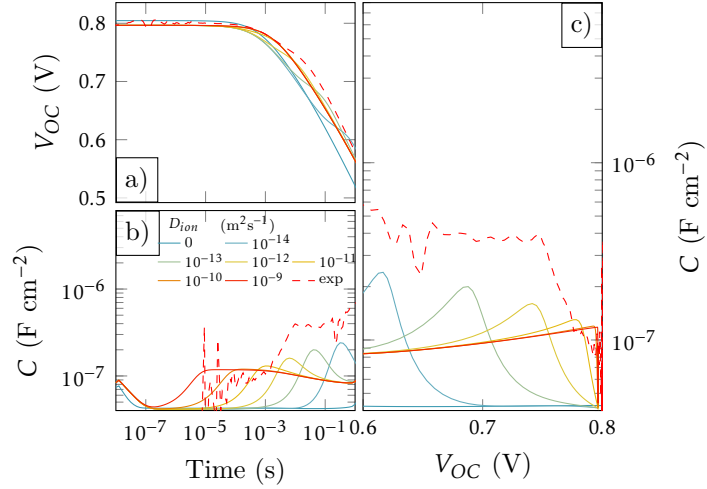 0.8
0.7
0.6
0.5
V_OC (V)
a)
b)
D_ion (m²s⁻¹)
0 10⁻¹⁴
10⁻¹³ 10⁻¹² 10⁻¹¹
10⁻¹⁰ 10⁻⁹ exp
10⁻⁶
10⁻⁷
C (F cm⁻²)
10⁻⁷ 10⁻⁵ 10⁻³ 10⁻¹
Time (s)
c)
10⁻⁶
10⁻⁷
C (F cm⁻²)
0.6 0.7 0.8
V_OC (V)